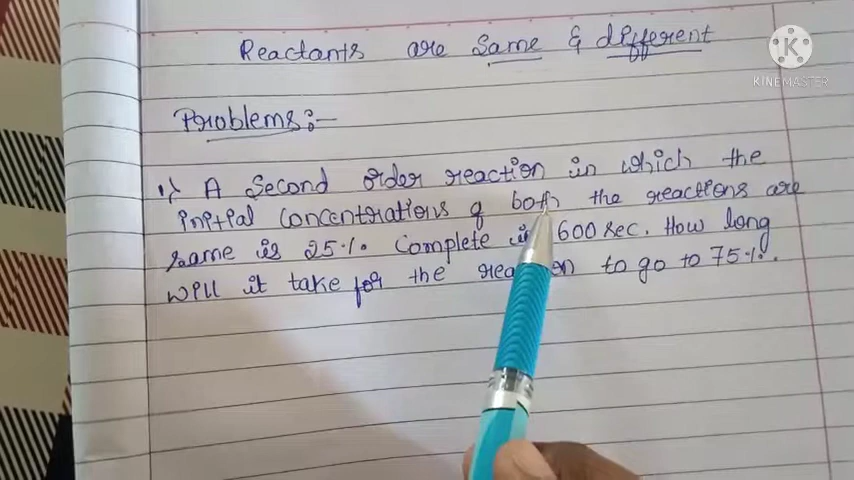 Reactants are Same & different
K
KINEMASTER
Problems:-
1) A Second order reaction in which the
initial concentrations of both the reactions are
same is 25% complete in 600 sec. How long
will it take for the to go to 75%.